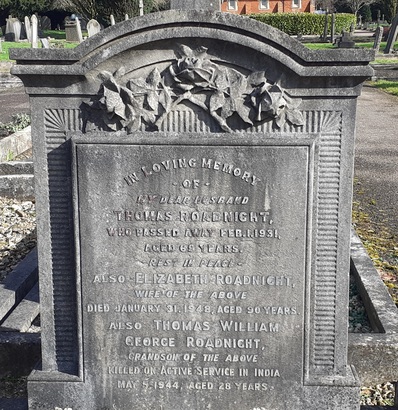 IN LOVING MEMORY
- OF -
MY DEAR HUSBAND
THOMAS ROADNIGHT,
WHO PASSED AWAY FEB. 1. 1931,
AGED 69 YEARS.
REST IN PEACE -
ALSO ELIZABETH ROADNIGHT,
WIFE OF THE ABOVE
DIED JANUARY 31, 1948, AGED 90 YEARS.
ALSO THOMAS WILLIAM
GEORGE ROADNIGHT,
GRANDSON OF THE ABOVE
KILLED ON ACTIVE SERVICE IN INDIA
MAY 5, 1944, AGED 28 YEARS -